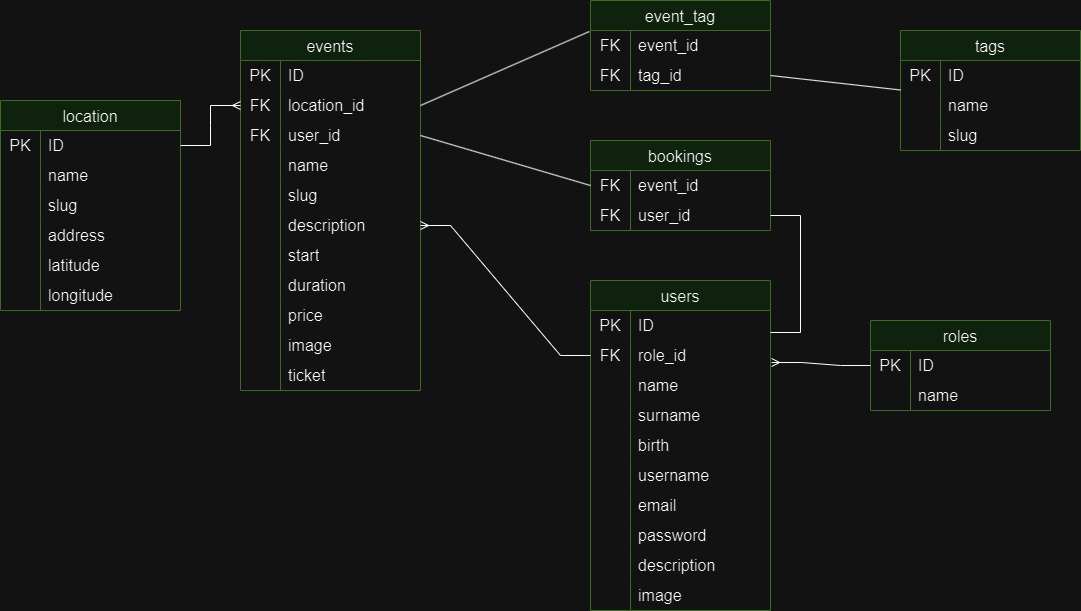 location
PK ID
name
slug
address
latitude
longitude
events
PK ID
FK location_id
FK user_id
name
slug
description
start
duration
price
image
ticket
event_tag
FK event_id
FK tag_id
tags
PK ID
name
slug
bookings
FK event_id
FK user_id
users
PK ID
FK role_id
name
surname
birth
username
email
password
description
image
roles
PK ID
name